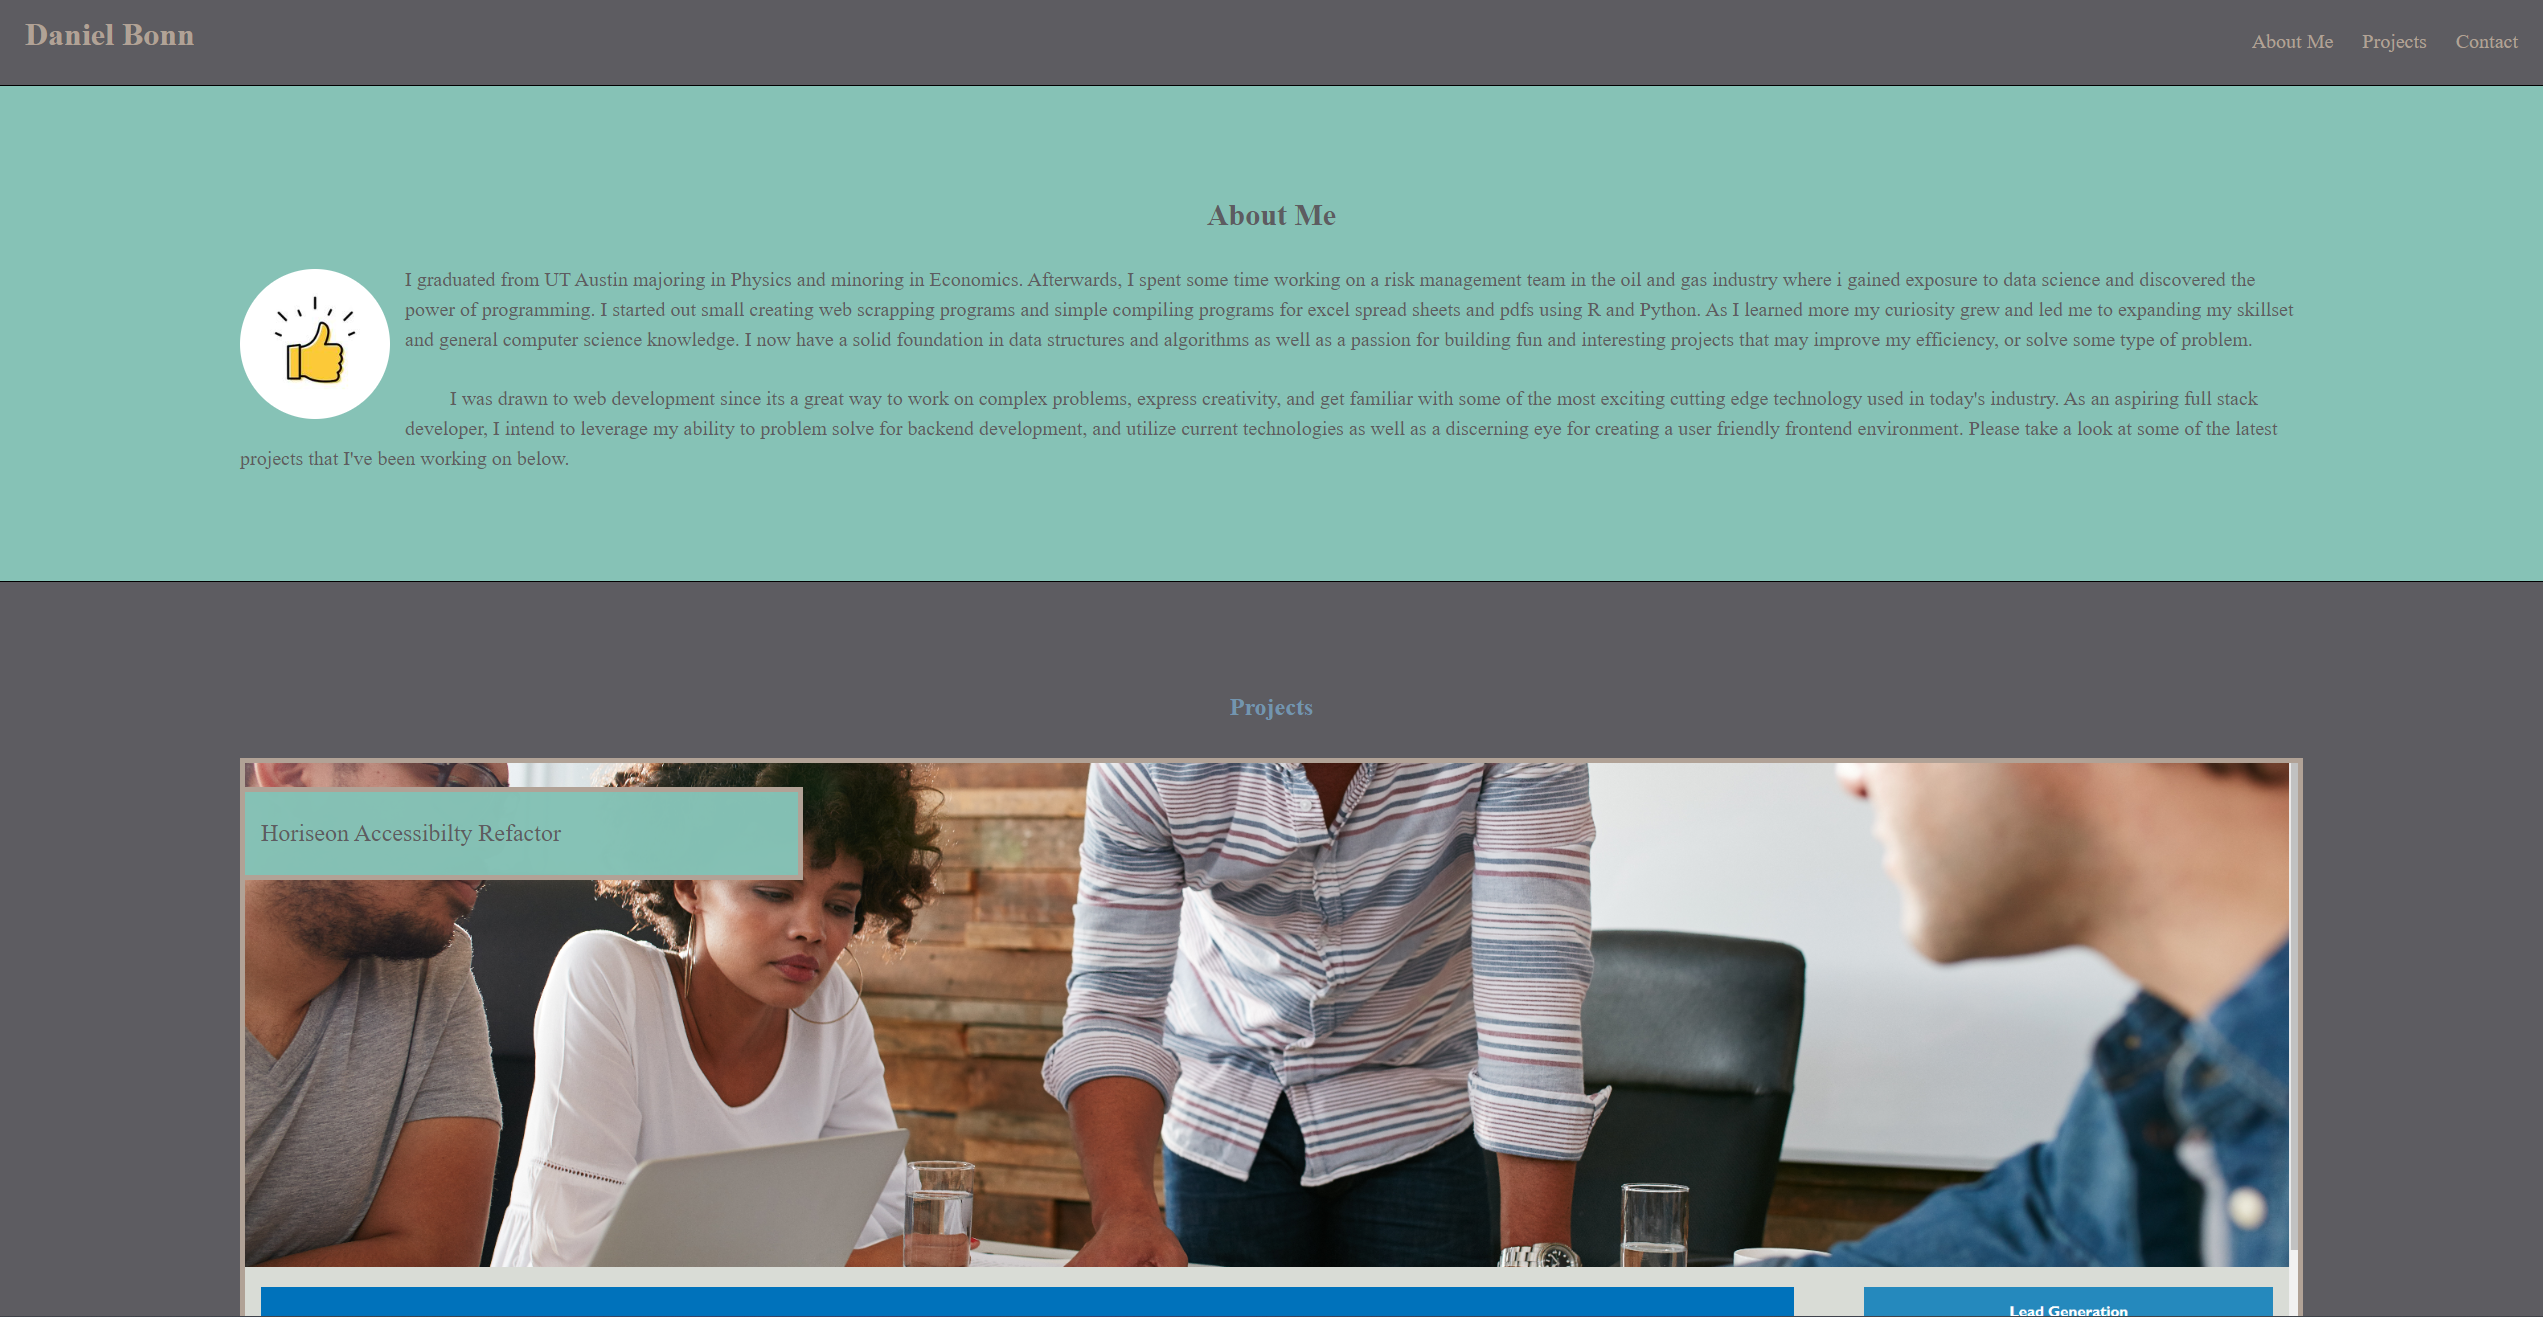 Daniel Bonn
About Me
Projects
Contact
About Me
I graduated from UT Austin majoring in Physics and minoring in Economics. Afterwards, I spent some time working on a risk management team in the oil and gas industry where i gained exposure to data science and discovered the
power of programming. I started out small creating web scrapping programs and simple compiling programs for excel spread sheets and pdfs using R and Python. As I learned more my curiosity grew and led me to expanding my skillset
and general computer science knowledge. I now have a solid foundation in data structures and algorithms as well as a passion for building fun and interesting projects that may improve my efficiency, or solve some type of problem.
I was drawn to web development since its a great way to work on complex problems, express creativity, and get familiar with some of the most exciting cutting edge technology used in today's industry. As an aspiring full stack
developer, I intend to leverage my ability to problem solve for backend development, and utilize current technologies as well as a discerning eye for creating a user friendly frontend environment. Please take a look at some of the latest
projects that I've been working on below.
Projects
Horiseon Accessibilty Refactor
Lead Generation